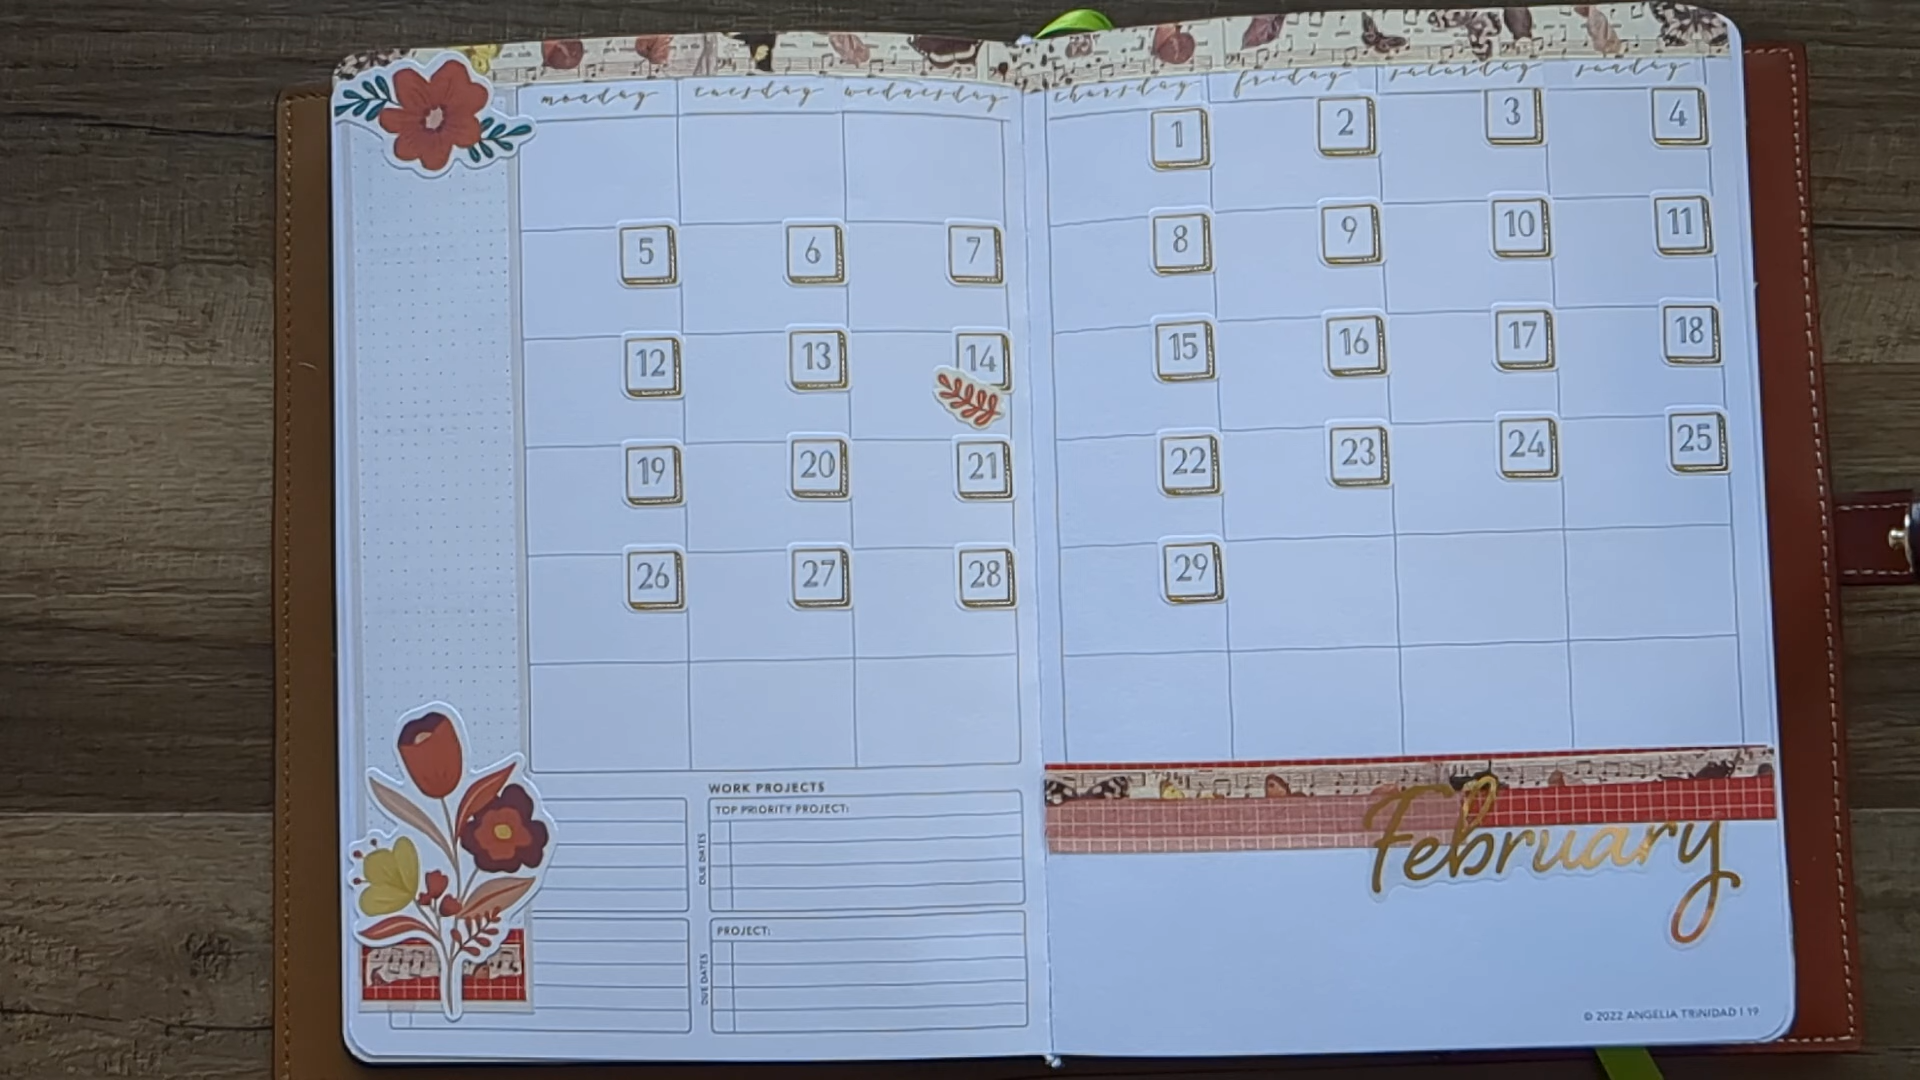 monday tuesday wednesday thursday friday saturday sunday
1 2 3 4
5 6 7 8 9 10 11
12 13 14 15 16 17 18
19 20 21 22 23 24 25
26 27 28 29
WORK PROJECTS
TOP PRIORITY PROJECT:
DUE DATES
PROJECT:
DUE DATES
February
© 2022 ANGELIA TRINIDAD | 19